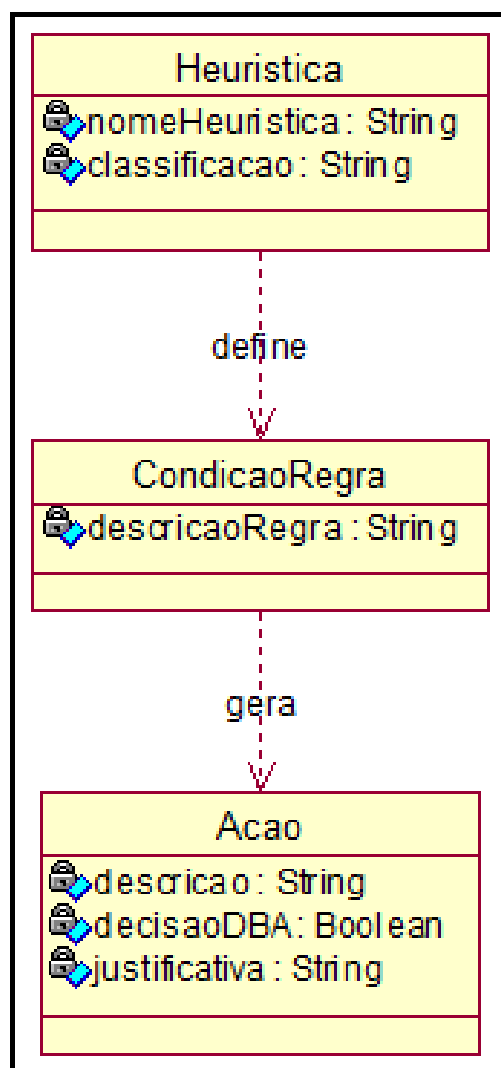 Heuristica
nomeHeuristica : String
classificacao : String
define
CondicaoRegra
descricaoRegra : String
gera
Acao
descricao : String
decisaoDBA : Boolean
justificativa : String